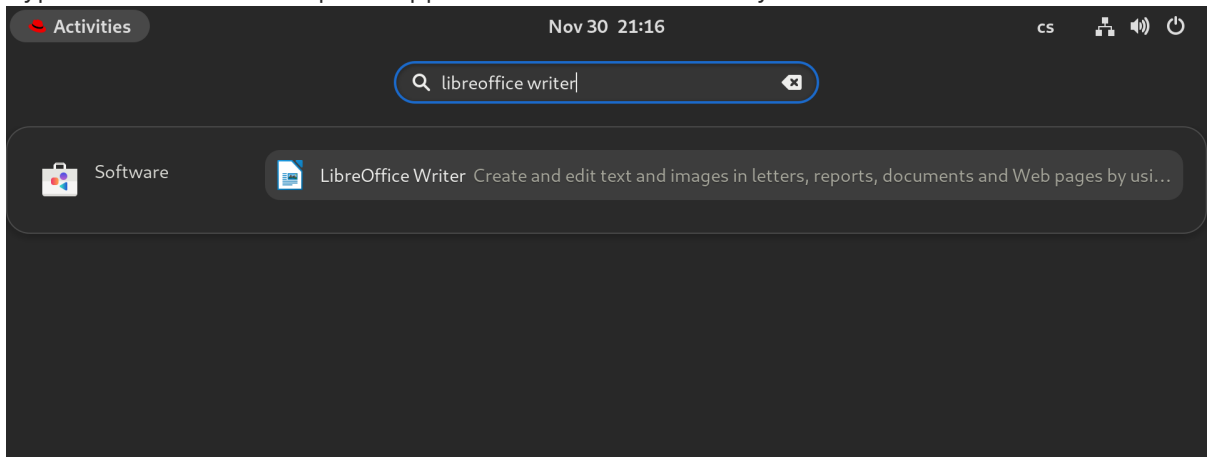 Activities
Nov 30 21:16
cs
libreoffice writer
Software
LibreOffice Writer Create and edit text and images in letters, reports, documents and Web pages by usi...